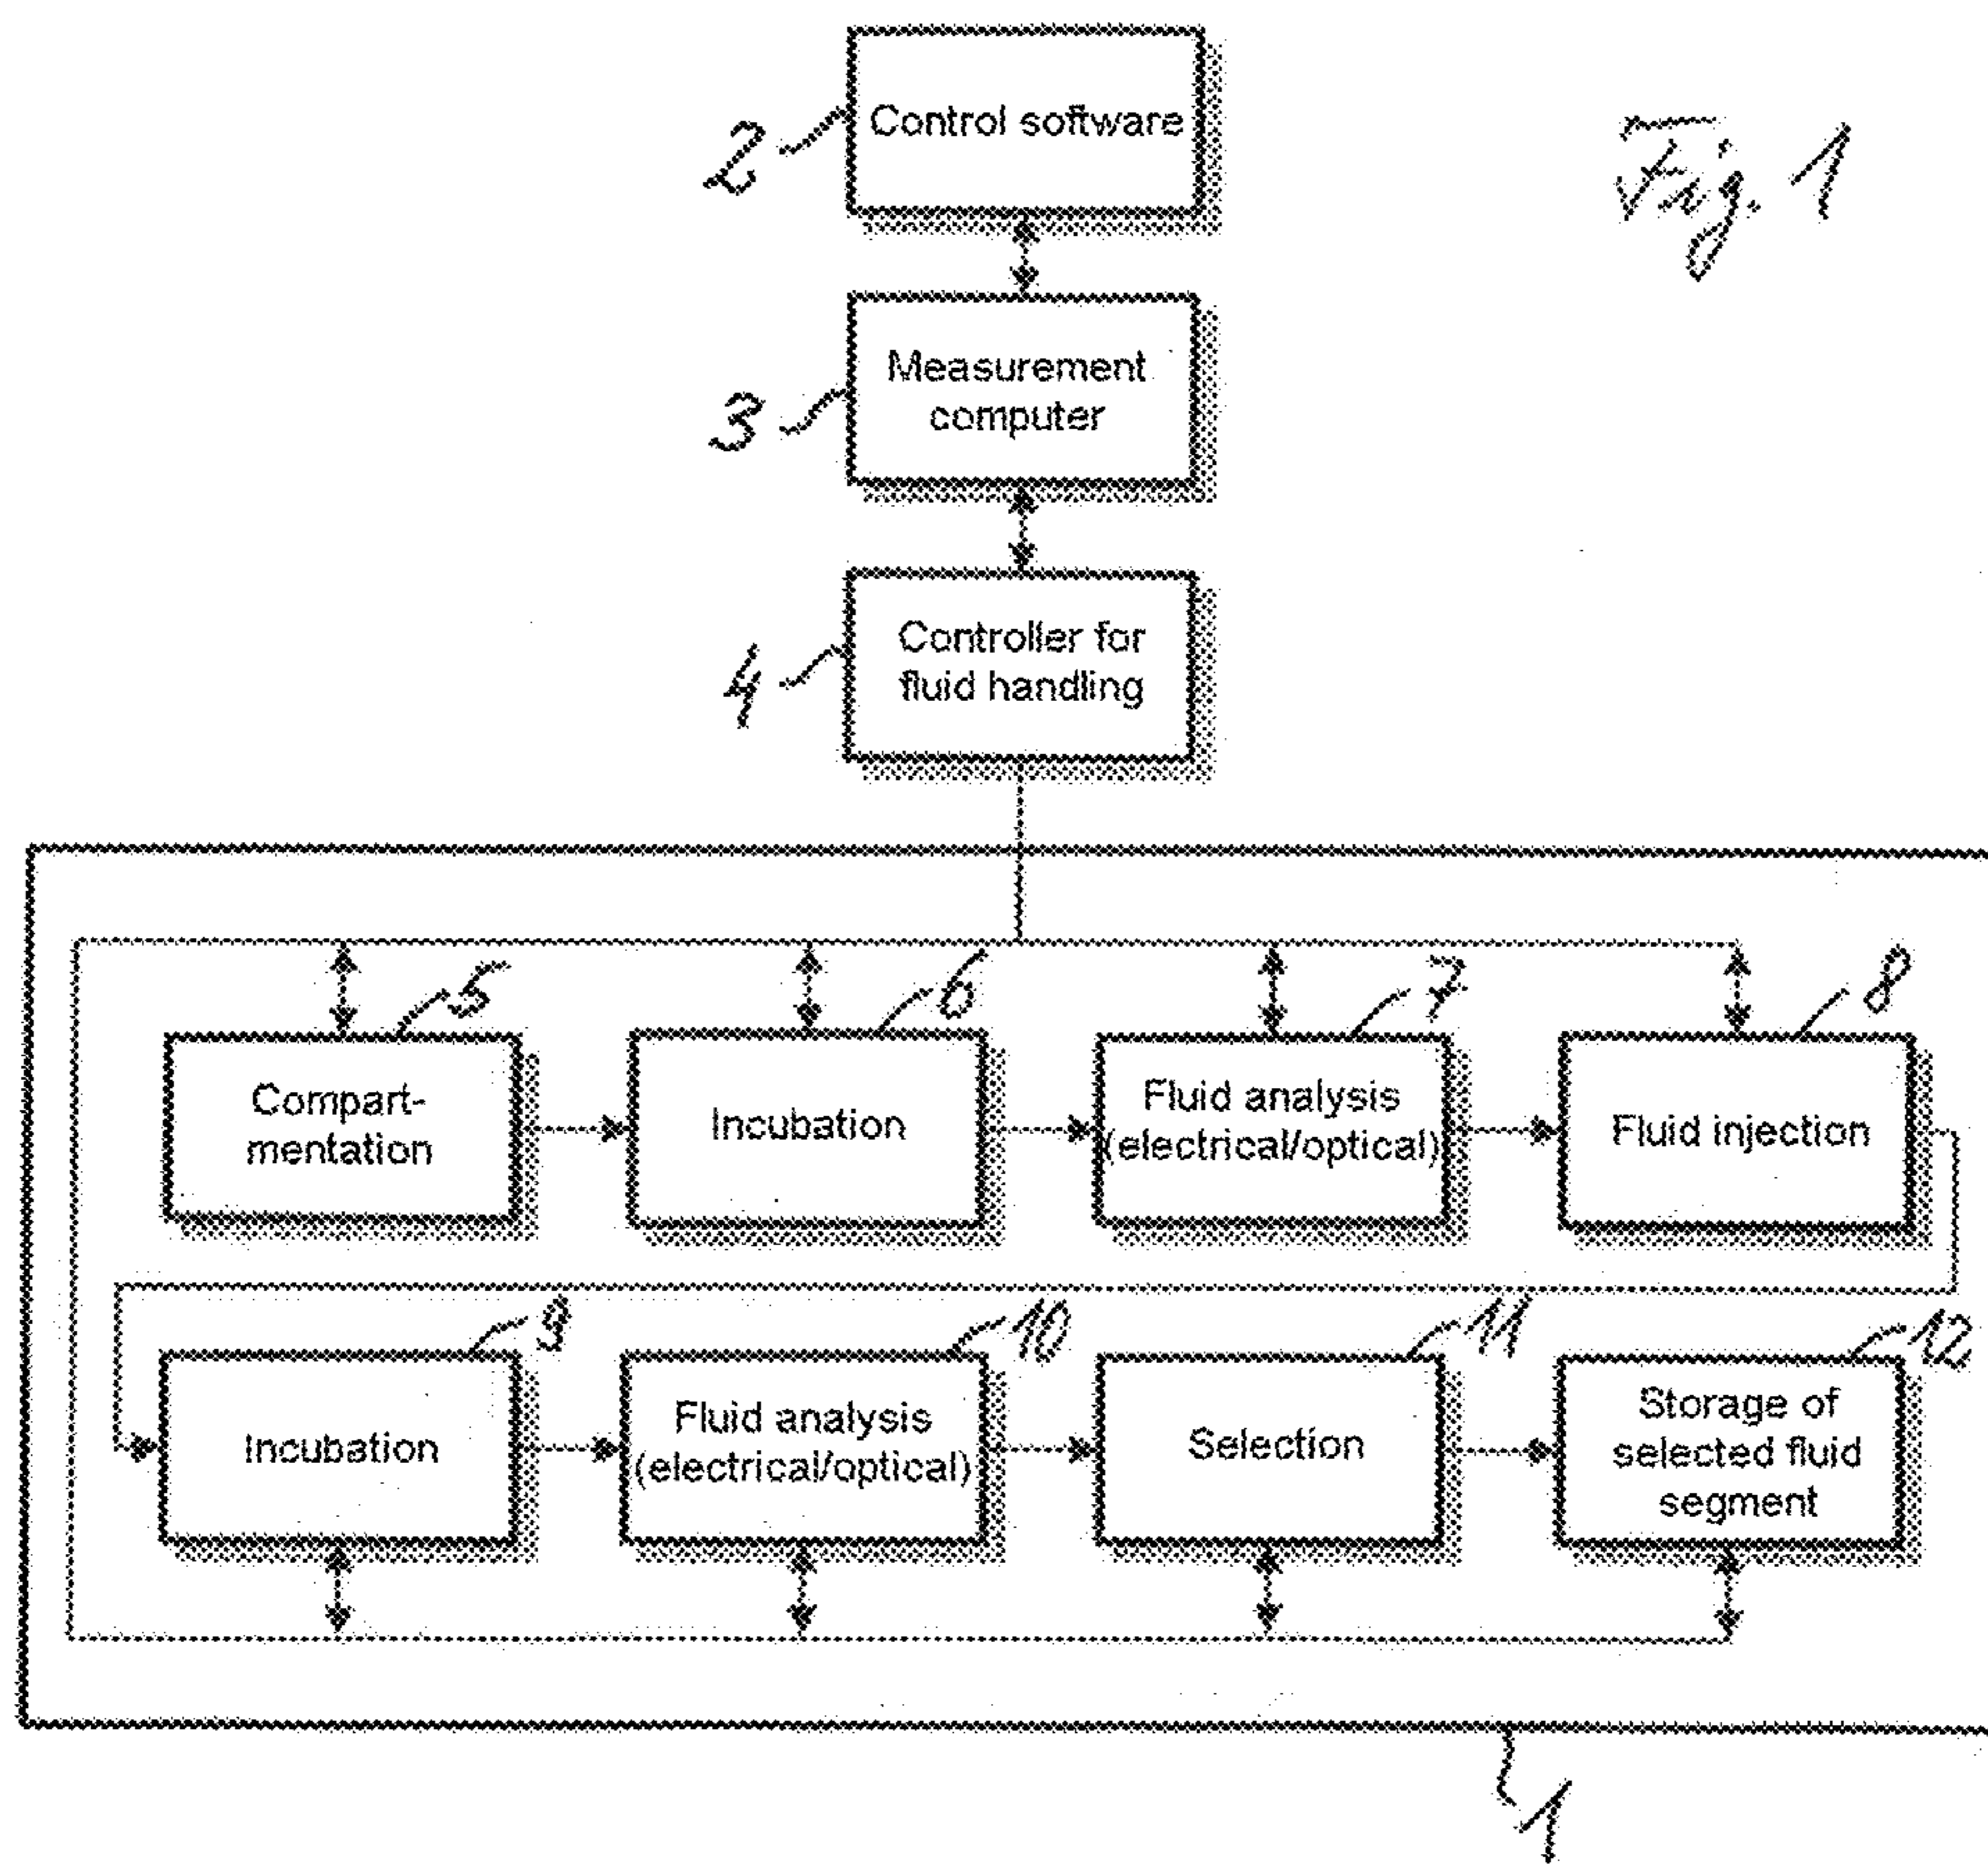 Fig. 1
2
Control software
3
Measurement
computer
4
Controller for
fluid handling
5
6
7
8
Compart-
mentation
Incubation
Fluid analysis
(electrical/optical)
Fluid injection
9
10
11
12
Incubation
Fluid analysis
(electrical/optical)
Selection
Storage of
selected fluid
segment
1